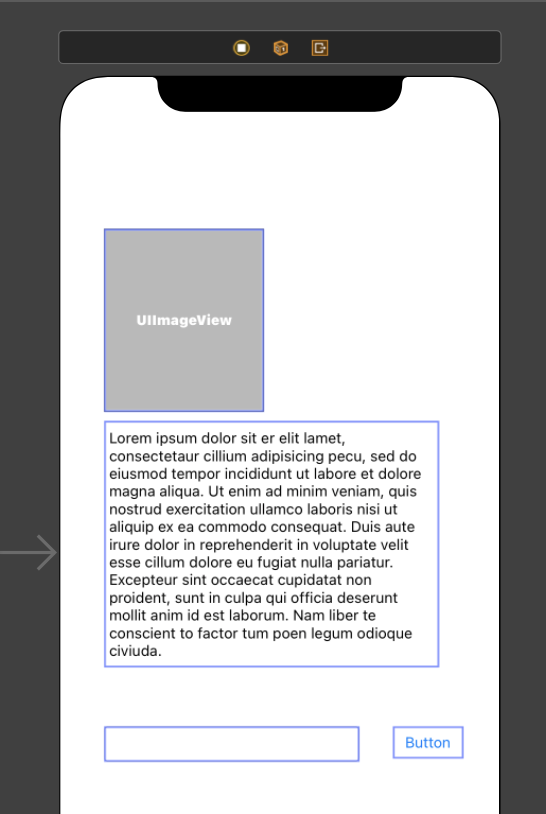 UIImageView
Lorem ipsum dolor sit er elit lamet,
consectetaur cillium adipisicing pecu, sed do
eiusmod tempor incididunt ut labore et dolore
magna aliqua. Ut enim ad minim veniam, quis
nostrud exercitation ullamco laboris nisi ut
aliquip ex ea commodo consequat. Duis aute
irure dolor in reprehenderit in voluptate velit
esse cillum dolore eu fugiat nulla pariatur.
Excepteur sint occaecat cupidatat non
proident, sunt in culpa qui officia deserunt
mollit anim id est laborum. Nam liber te
conscient to factor tum poen legum odioque
civiuda.
Button